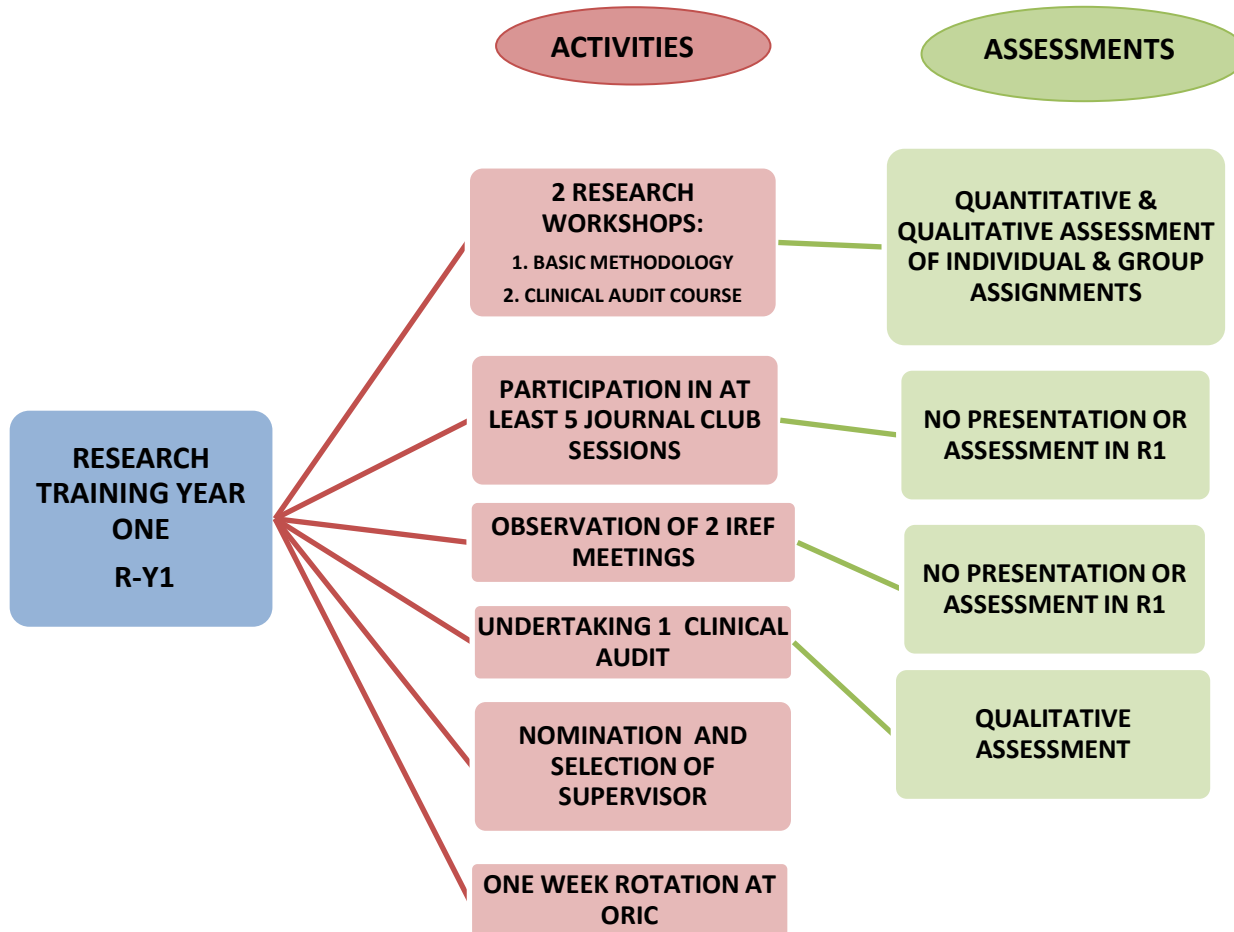 ACTIVITIES
ASSESSMENTS
RESEARCH
TRAINING YEAR
ONE
R-Y1
2 RESEARCH
WORKSHOPS:
1. BASIC METHODOLOGY
2. CLINICAL AUDIT COURSE
QUANTITATIVE &
QUALITATIVE ASSESSMENT
OF INDIVIDUAL & GROUP
ASSIGNMENTS
PARTICIPATION IN AT
LEAST 5 JOURNAL CLUB
SESSIONS
NO PRESENTATION OR
ASSESSMENT IN R1
OBSERVATION OF 2 IREF
MEETINGS
NO PRESENTATION OR
ASSESSMENT IN R1
UNDERTAKING 1 CLINICAL
AUDIT
QUALITATIVE
ASSESSMENT
NOMINATION AND
SELECTION OF
SUPERVISOR
ONE WEEK ROTATION AT
ORIC